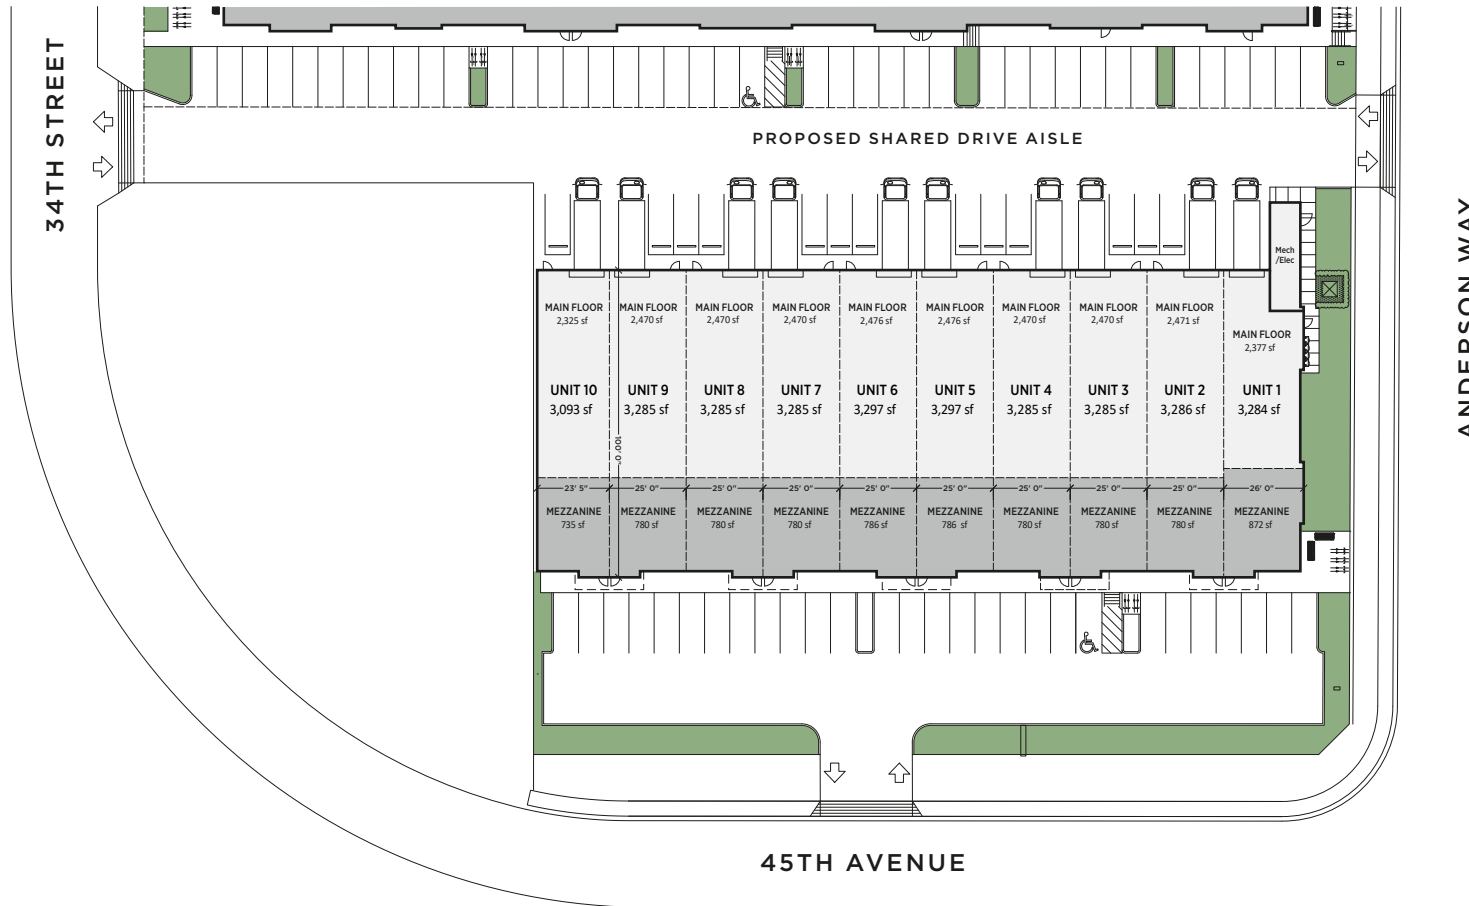 34TH STREET
PROPOSED SHARED DRIVE AISLE
ANDERSON WAY
Mech
/Elec
MAIN FLOOR
2,325 sf
MAIN FLOOR
2,470 sf
MAIN FLOOR
2,470 sf
MAIN FLOOR
2,470 sf
MAIN FLOOR
2,476 sf
MAIN FLOOR
2,476 sf
MAIN FLOOR
2,470 sf
MAIN FLOOR
2,470 sf
MAIN FLOOR
2,471 sf
MAIN FLOOR
2,377 sf
UNIT 10
3,093 sf
UNIT 9
3,285 sf
UNIT 8
3,285 sf
UNIT 7
3,285 sf
UNIT 6
3,297 sf
UNIT 5
3,297 sf
UNIT 4
3,285 sf
UNIT 3
3,285 sf
UNIT 2
3,286 sf
UNIT 1
3,284 sf
100' 0"
23' 5"
25' 0"
25' 0"
25' 0"
25' 0"
25' 0"
25' 0"
25' 0"
25' 0"
26' 0"
MEZZANINE
735 sf
MEZZANINE
780 sf
MEZZANINE
780 sf
MEZZANINE
780 sf
MEZZANINE
786 sf
MEZZANINE
786 sf
MEZZANINE
780 sf
MEZZANINE
780 sf
MEZZANINE
780 sf
MEZZANINE
872 sf
45TH AVENUE